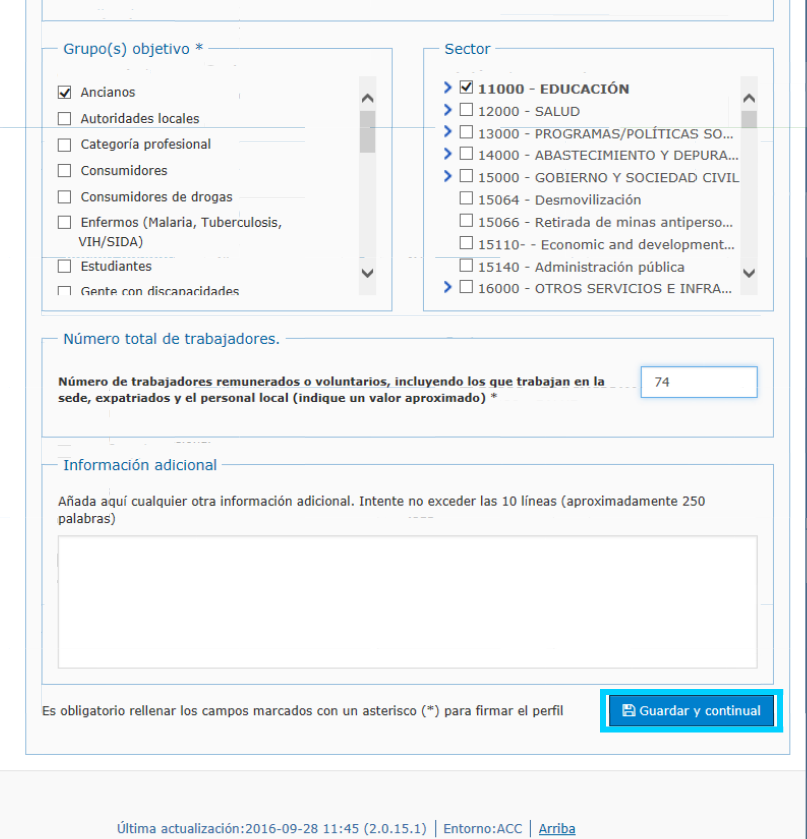 Grupo(s) objetivo *
Ancianos
Autoridades locales
Categoría profesional
Consumidores
Consumidores de drogas
Enfermos (Malaria, Tuberculosis,
VIH/SIDA)
Estudiantes
Gente con discapacidades
Sector
11000 - EDUCACIÓN
12000 - SALUD
13000 - PROGRAMAS/POLÍTICAS SO...
14000 - ABASTECIMIENTO Y DEPURA...
15000 - GOBIERNO Y SOCIEDAD CIVIL
15064 - Desmovilización
15066 - Retirada de minas antiperso...
15110- - Economic and development...
15140 - Administración pública
16000 - OTROS SERVICIOS E INFRA...
Número total de trabajadores.
Número de trabajadores remunerados o voluntarios, incluyendo los que trabajan en la
sede, expatriados y el personal local (indique un valor aproximado) *
74
Información adicional
Añada aquí cualquier otra información adicional. Intente no exceder las 10 líneas (aproximadamente 250
palabras)
Es obligatorio rellenar los campos marcados con un asterisco (*) para firmar el perfil
Guardar y continual
Última actualización:2016-09-28 11:45 (2.0.15.1) | Entorno:ACC | Arriba